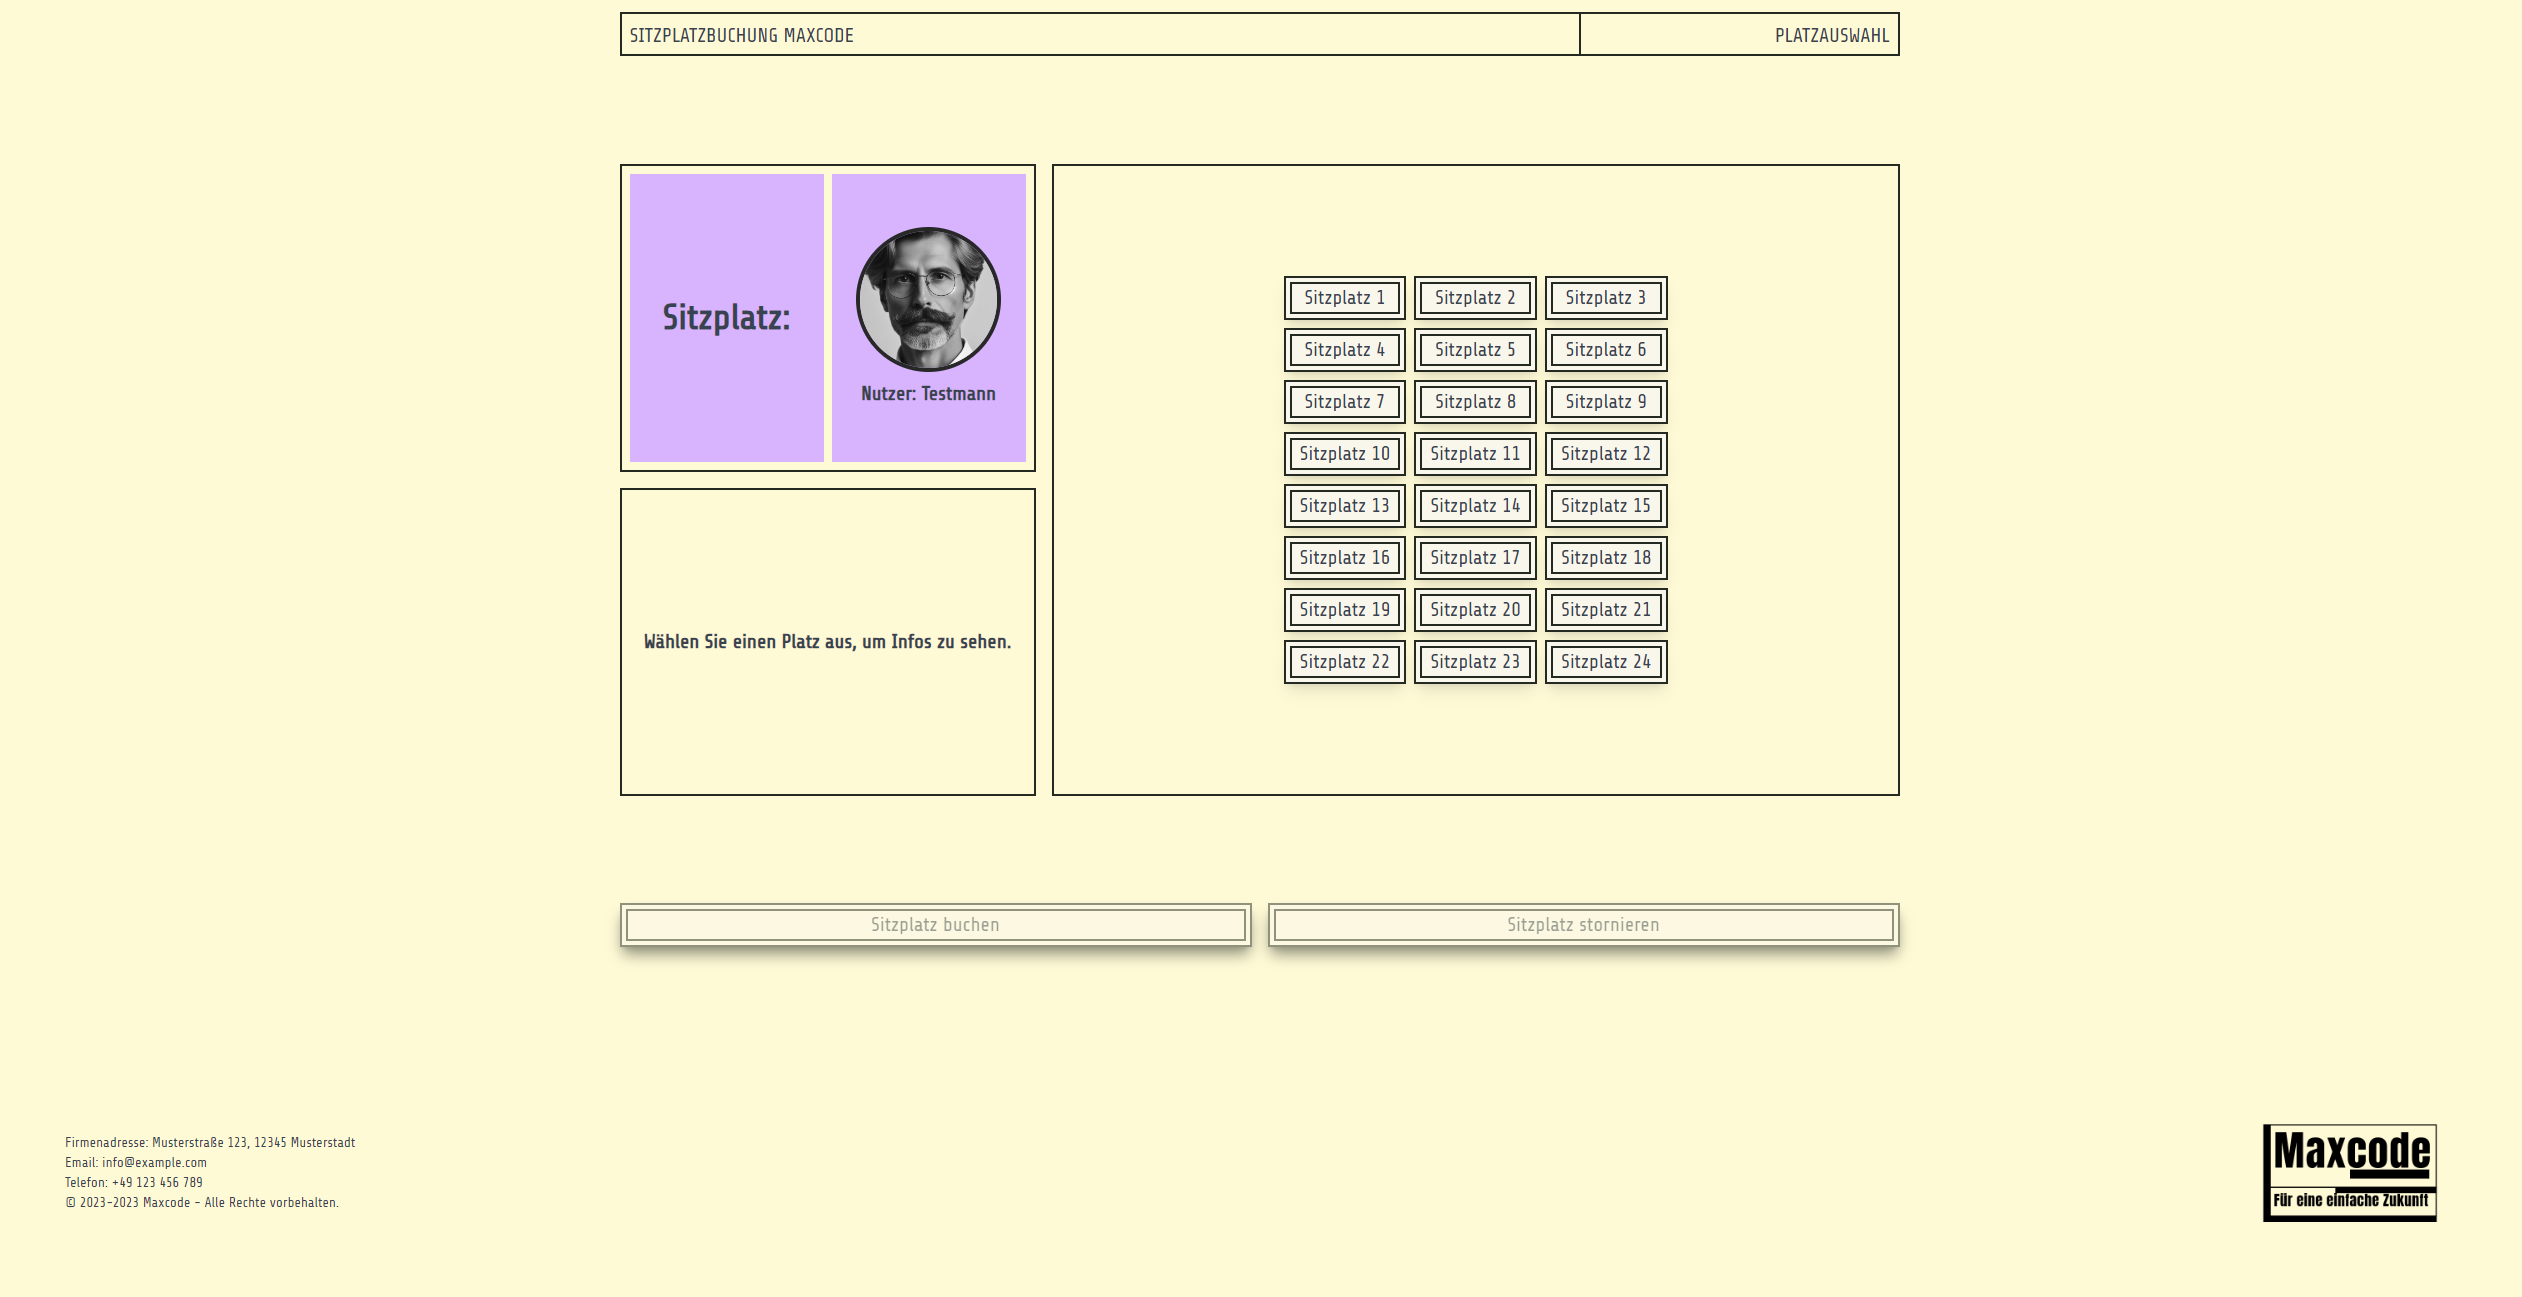 SITZPLATZBUCHUNG MAXCODE
PLATZAUSWAHL
Sitzplatz:
Nutzer: Testmann
Wählen Sie einen Platz aus, um Infos zu sehen.
Sitzplatz 1 Sitzplatz 2 Sitzplatz 3
Sitzplatz 4 Sitzplatz 5 Sitzplatz 6
Sitzplatz 7 Sitzplatz 8 Sitzplatz 9
Sitzplatz 10 Sitzplatz 11 Sitzplatz 12
Sitzplatz 13 Sitzplatz 14 Sitzplatz 15
Sitzplatz 16 Sitzplatz 17 Sitzplatz 18
Sitzplatz 19 Sitzplatz 20 Sitzplatz 21
Sitzplatz 22 Sitzplatz 23 Sitzplatz 24
Sitzplatz buchen
Sitzplatz stornieren
Firmenadresse: Musterstraße 123, 12345 Musterstadt
Email: info@example.com
Telefon: +49 123 456 789
© 2023-2023 Maxcode - Alle Rechte vorbehalten.
Maxcode
Für eine einfache Zukunft